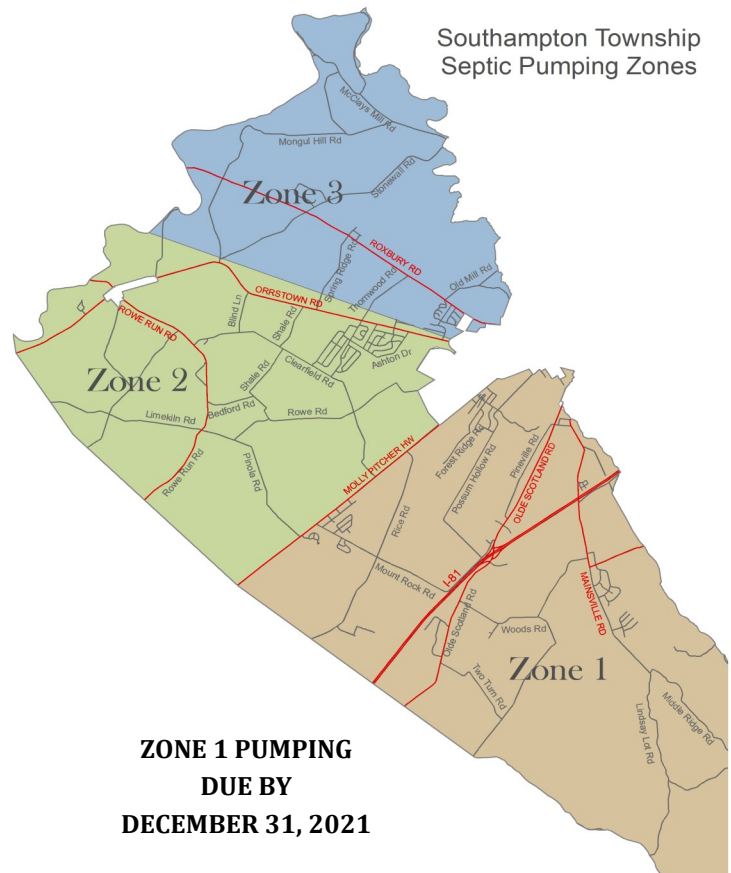 Southampton Township
Septic Pumping Zones
McClays Mill Rd
Mongul Hill Rd
Stonewall Rd
Zone 3
ROXBURY RD
Spring Ridge Rd
Old Mill Rd
Thornwood Rd
ORRSTOWN RD
Blind Ln
Shale Rd
ROWE RUN RD
Ashton Dr
Clearfield Rd
Shale Rd
Zone 2
Bedford Rd
Limekiln Rd
Rowe Rd
Rowe Run Rd
Pinola Rd
MOLLY PITCHER HW
Forest Ridge Rd
Possum Hollow Rd
Pineville Rd
OLDE SCOTLAND RD
Rice Rd
I-81
Mount Rock Rd
MAINSVILLE RD
Olde Scotland Rd
Woods Rd
Zone 1
Two Turn Rd
Middle Ridge Rd
Lindsay Lot Rd
ZONE 1 PUMPING
DUE BY
DECEMBER 31, 2021